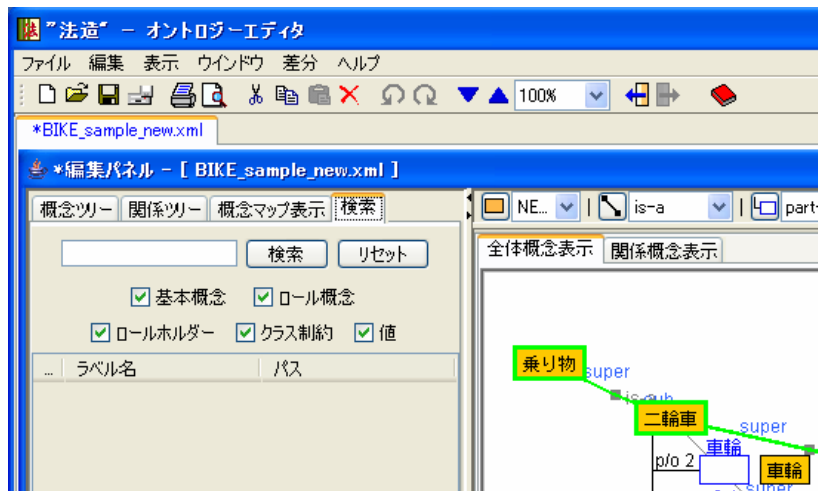 法 ”法造“ － オントロジーエディタ
ファイル 編集 表示 ウインドウ 差分 ヘルプ
100%
*BIKE_sample_new.xml
*編集パネル － [ BIKE_sample_new.xml ]
概念ツリー 関係ツリー 概念マップ表示 検索
NE... is-a part-
検索 リセット
全体概念表示 関係概念表示
基本概念 ロール概念
ロールホルダー クラス制約 値
... ラベル名 パス
乗り物 super
二輪車 super
車輪
p/o 2 車輪
super